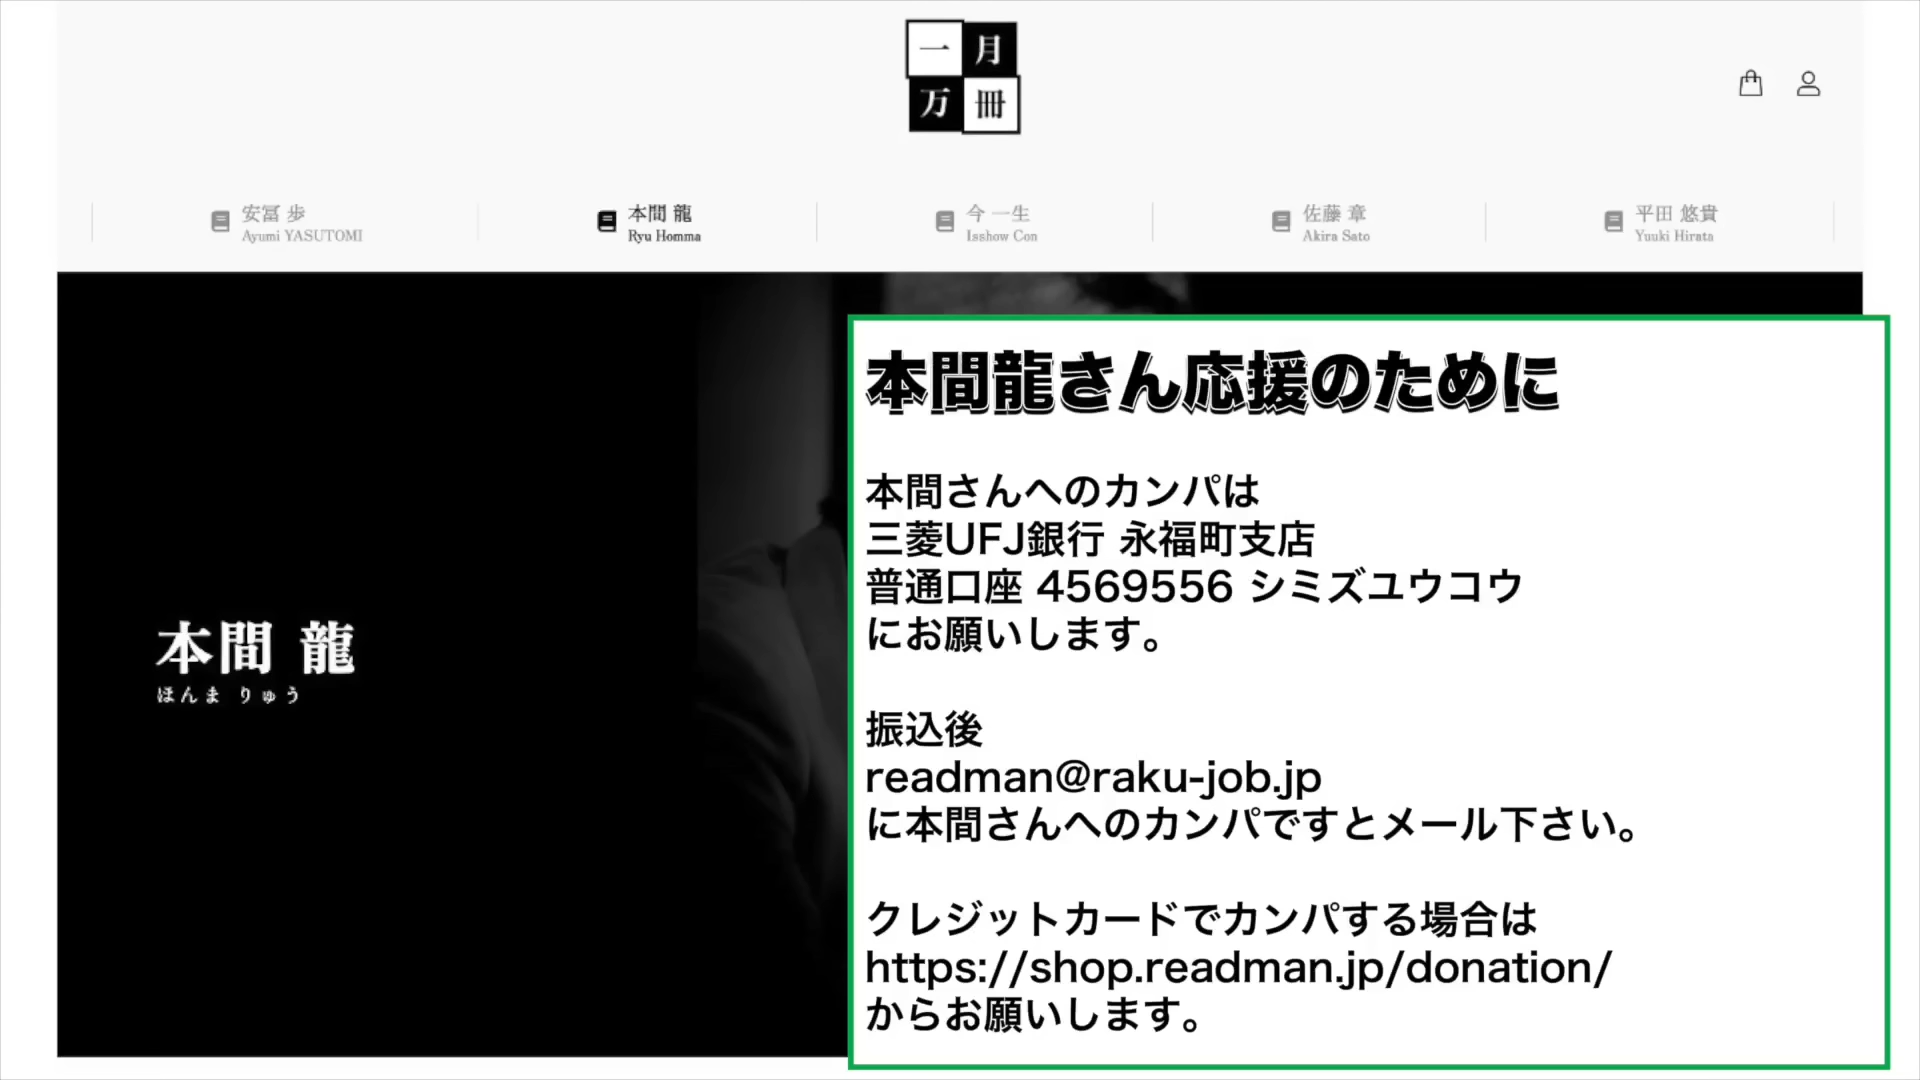 一月
万冊
安冨 歩
Ayumi YASUTOMI
本間 龍
Ryu Homma
今 一生
Isshow Con
佐藤 章
Akira Sato
平田 悠貴
Yuuki Hirata
本間 龍
ほんま りゅう
本間龍さん応援のために
本間さんへのカンパは
三菱UFJ銀行 永福町支店
普通口座 4569556 シミズユウコウ
にお願いします。
振込後
readman@raku-job.jp
に本間さんへのカンパですとメール下さい。
クレジットカードでカンパする場合は
https://shop.readman.jp/donation/
からお願いします。